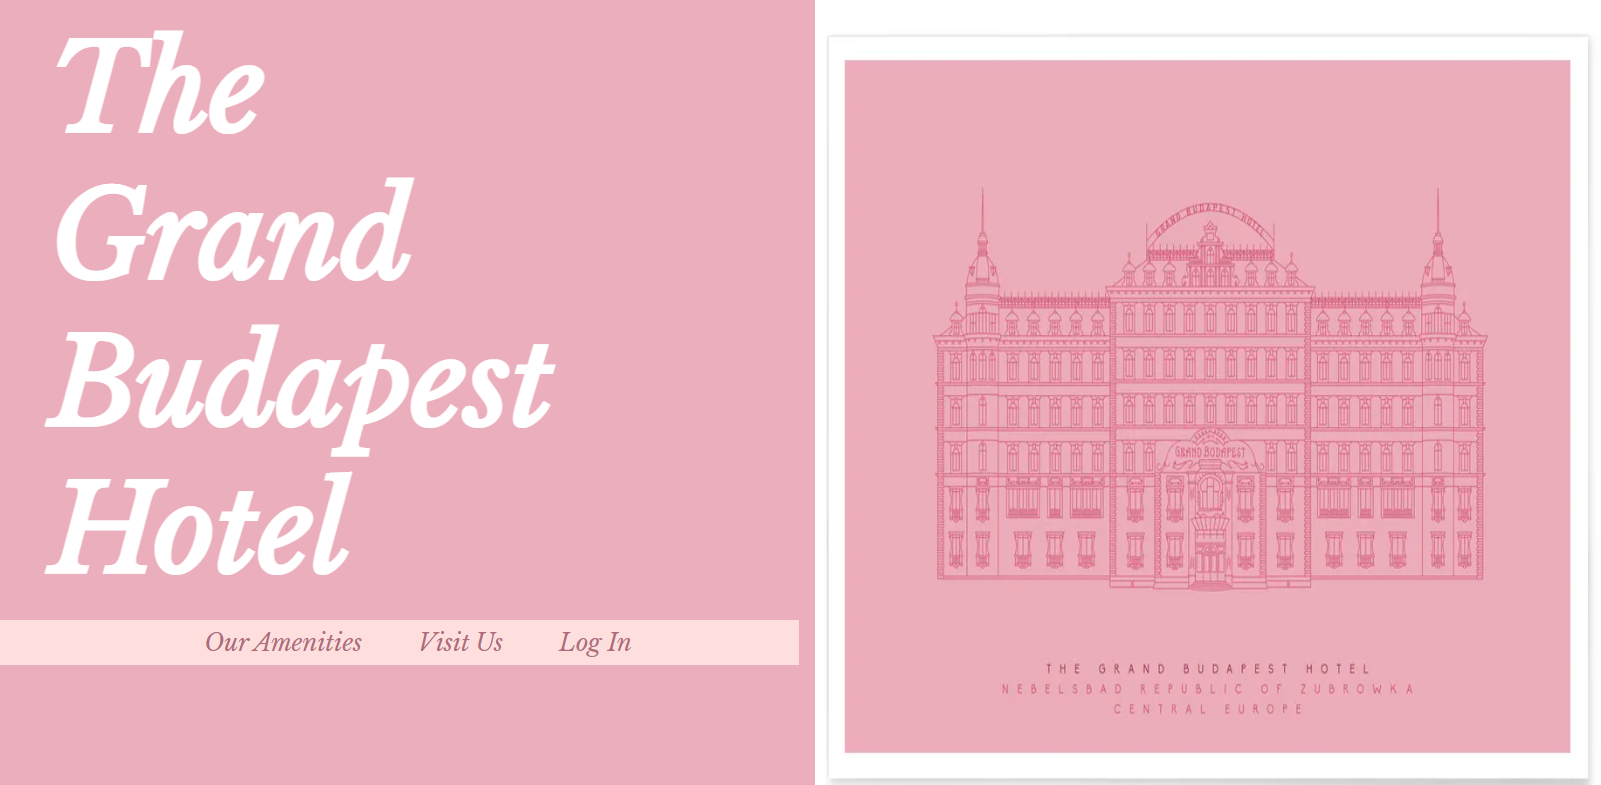 The
Grand
Budapest
Hotel
Our Amenities Visit Us Log In
GRAND BUDAPEST HOTEL
GRAND BUDAPEST
THE GRAND BUDAPEST HOTEL
NEBELSBAD REPUBLIC OF ZUBROWKA
CENTRAL EUROPE